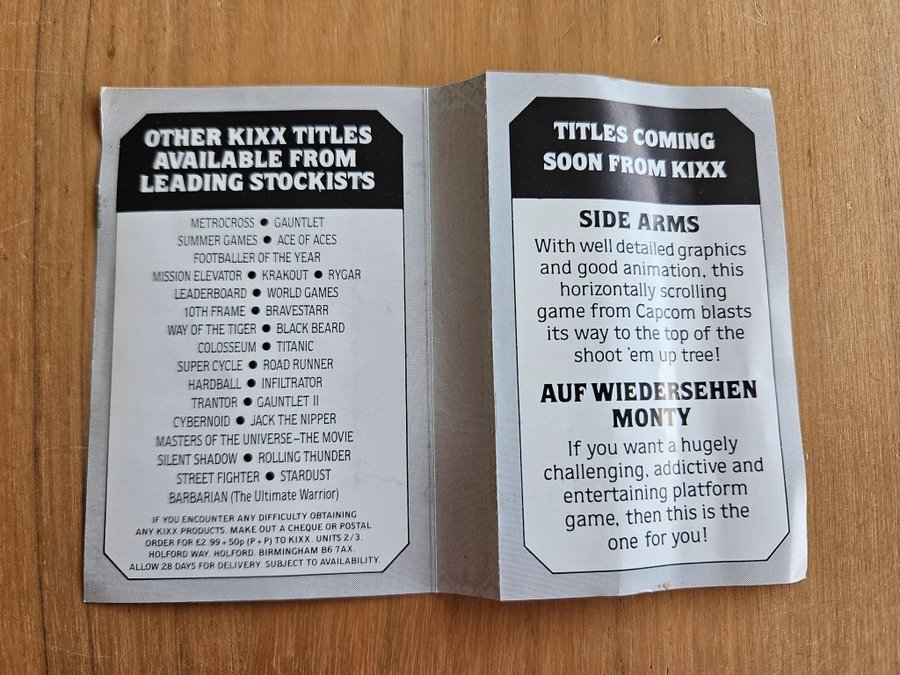 OTHER KIXX TITLES
AVAILABLE FROM
LEADING STOCKISTS
METROCROSS ● GAUNTLET
SUMMER GAMES ● ACE OF ACES
FOOTBALLER OF THE YEAR
MISSION ELEVATOR ● KRAKOUT ● RYGAR
LEADERBOARD ● WORLD GAMES
10TH FRAME ● BRAVESTARR
WAY OF THE TIGER ● BLACK BEARD
COLOSSEUM ● TITANIC
SUPER CYCLE ● ROAD RUNNER
HARDBALL ● INFILTRATOR
TRANTOR ● GAUNTLET II
CYBERNOID ● JACK THE NIPPER
MASTERS OF THE UNIVERSE–THE MOVIE
SILENT SHADOW ● ROLLING THUNDER
STREET FIGHTER ● STARDUST
BARBARIAN (The Ultimate Warrior)
IF YOU ENCOUNTER ANY DIFFICULTY OBTAINING
ANY KIXX PRODUCTS. MAKE OUT A CHEQUE OR POSTAL
ORDER FOR £2.99 + 50p (P + P) TO KIXX. UNITS 2/3.
HOLFORD WAY. HOLFORD. BIRMINGHAM B6 7AX.
ALLOW 28 DAYS FOR DELIVERY. SUBJECT TO AVAILABILITY.
TITLES COMING
SOON FROM KIXX
SIDE ARMS
With well detailed graphics
and good animation, this
horizontally scrolling
game from Capcom blasts
its way to the top of the
shoot 'em up tree!
AUF WIEDERSEHEN
MONTY
If you want a hugely
challenging, addictive and
entertaining platform
game, then this is the
one for you!